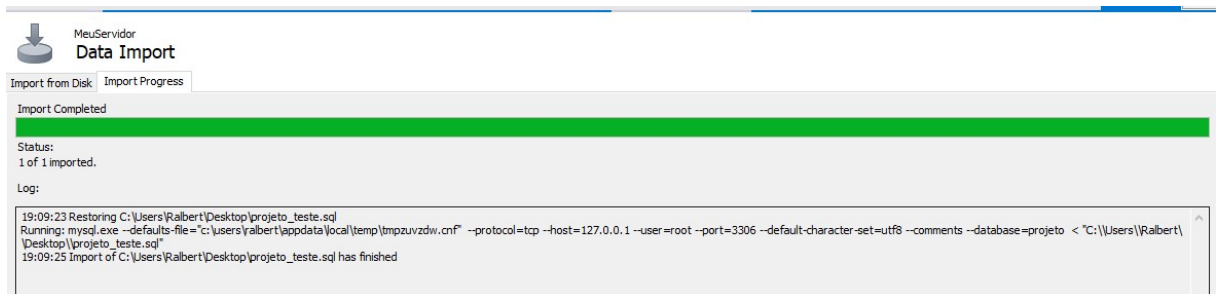 MeuServidor
Data Import
Import from Disk Import Progress
Import Completed
Status:
1 of 1 imported.
Log:
19:09:23 Restoring C:\Users\Ralbert\Desktop\projeto_teste.sql
Running: mysql.exe --defaults-file="c:\users\ralbert\appdata\local\temp\tmpzuvzdw.cnf" --protocol=tcp --host=127.0.0.1 --user=root --port=3306 --default-character-set=utf8 --comments --database=projeto < "C:\\Users\\Ralbert\
\Desktop\\projeto_teste.sql"
19:09:25 Import of C:\Users\Ralbert\Desktop\projeto_teste.sql has finished